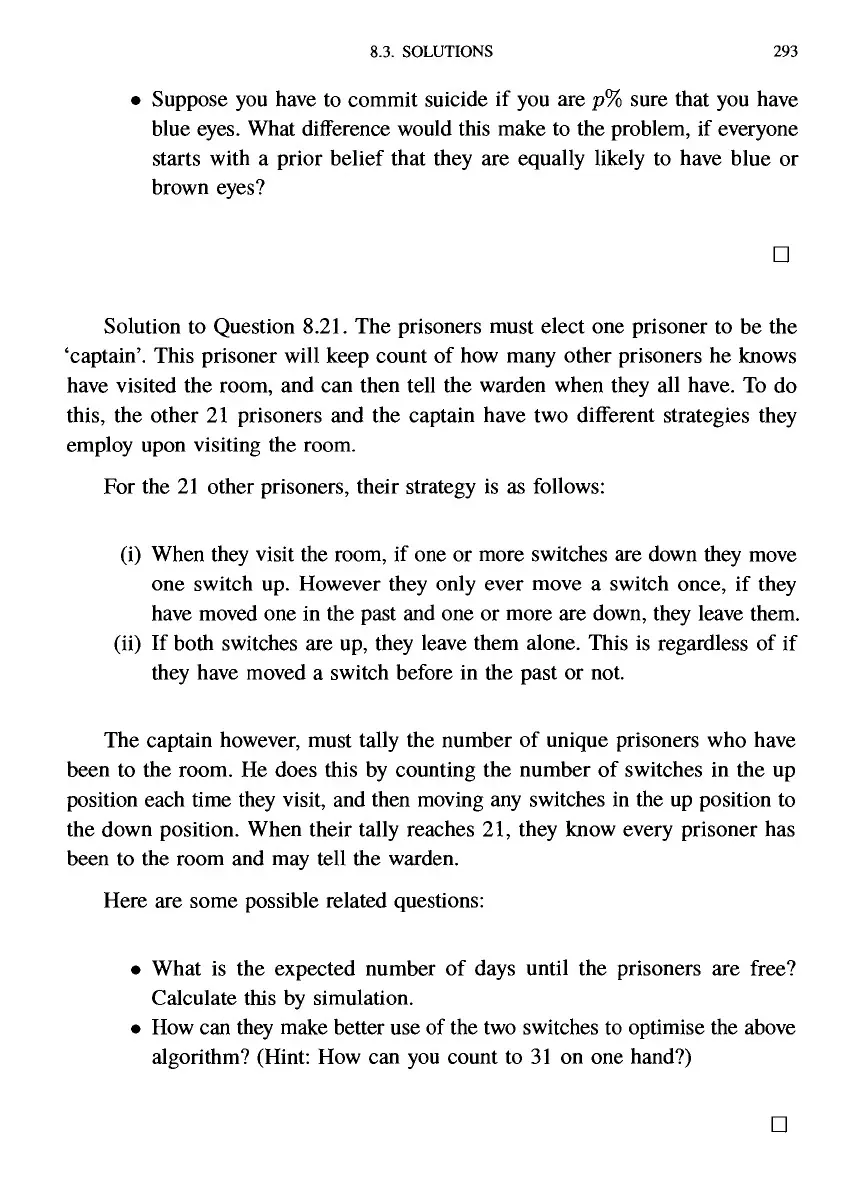 8.3. SOLUTIONS 293
• Suppose you have to commit suicide if you are p% sure that you have
blue eyes. What difference would this make to the problem, if everyone
starts with a prior belief that they are equally likely to have blue or
brown eyes?
□
Solution to Question 8.21. The prisoners must elect one prisoner to be the
‘captain’. This prisoner will keep count of how many other prisoners he knows
have visited the room, and can then tell the warden when they all have. To do
this, the other 21 prisoners and the captain have two different strategies they
employ upon visiting the room.
For the 21 other prisoners, their strategy is as follows:
(i) When they visit the room, if one or more switches are down they move
one switch up. However they only ever move a switch once, if they
have moved one in the past and one or more are down, they leave them.
(ii) If both switches are up, they leave them alone. This is regardless of if
they have moved a switch before in the past or not.
The captain however, must tally the number of unique prisoners who have
been to the room. He does this by counting the number of switches in the up
position each time they visit, and then moving any switches in the up position to
the down position. When their tally reaches 21, they know every prisoner has
been to the room and may tell the warden.
Here are some possible related questions:
• What is the expected number of days until the prisoners are free?
Calculate this by simulation.
• How can they make better use of the two switches to optimise the above
algorithm? (Hint: How can you count to 31 on one hand?)
□